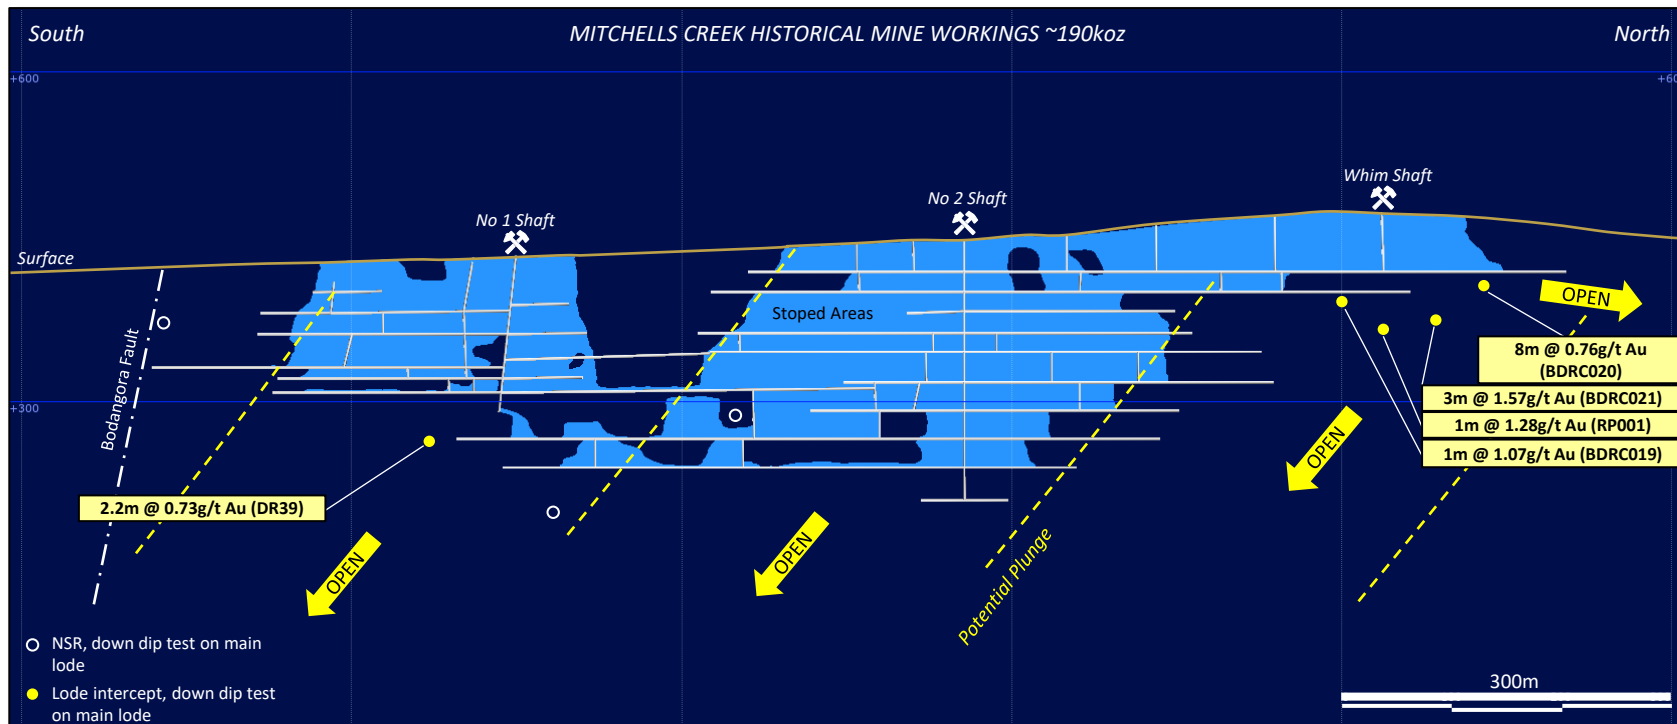 South
MITCHELLS CREEK HISTORICAL MINE WORKINGS ~190koz
North
+600
+60
Whim Shaft
No 2 Shaft
No 1 Shaft
Surface
OPEN
Stoped Areas
8m @ 0.76g/t Au
(BDRC020)
Bodangora Fault
3m @ 1.57g/t Au (BDRC021)
+300
1m @ 1.28g/t Au (RP001)
OPEN
1m @ 1.07g/t Au (BDRC019)
2.2m @ 0.73g/t Au (DR39)
OPEN
OPEN
Potential Plunge
NSR, down dip test on main
lode
Lode intercept, down dip test
on main lode
300m